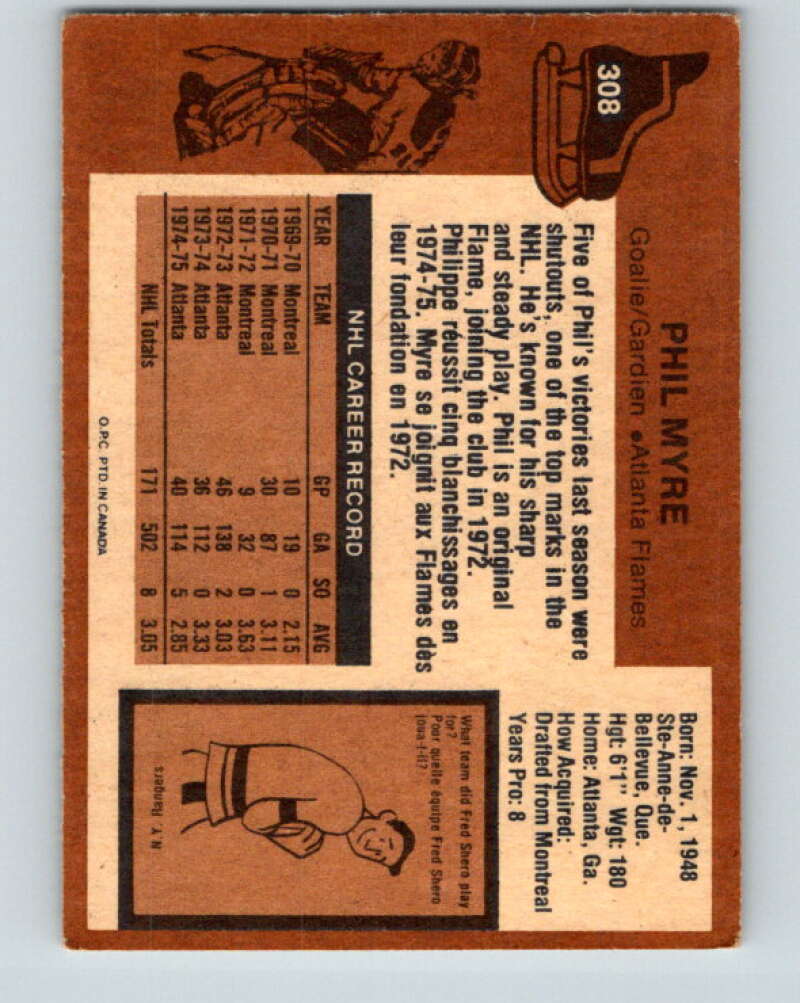 308
PHIL MYRE
Goalie/Gardien • Atlanta Flames
Five of Phil's victories last season were
shutouts, one of the top marks in the
NHL. He's known for his sharp
and steady play. Phil is an original
Flame, joining the club in 1972.
Philippe réussit cinq blanchissages en
1974-75. Myre se joignit aux Flames dès
leur fondation en 1972.
Born: Nov. 1, 1948
Ste-Anne-de-
Bellevue, Que.
Hgt: 6'1" Wgt: 180
Home: Atlanta, Ga.
How Acquired:
Drafted from Montreal
Years Pro: 8
NHL CAREER RECORD
YEAR TEAM GP GA SO AVG
1969-70 Montreal 10 19 0 2.15
1970-71 Montreal 30 87 1 3.11
1971-72 Montreal 9 32 0 3.63
1972-73 Atlanta 46 138 2 3.03
1973-74 Atlanta 36 112 0 3.33
1974-75 Atlanta 40 114 5 2.85
NHL Totals 171 502 8 3.05
What team did Fred Shero play
for?
Pour quelle équipe Fred Shero
joua-t-il?
N.Y. Rangers
O.P.C. PTD. IN CANADA